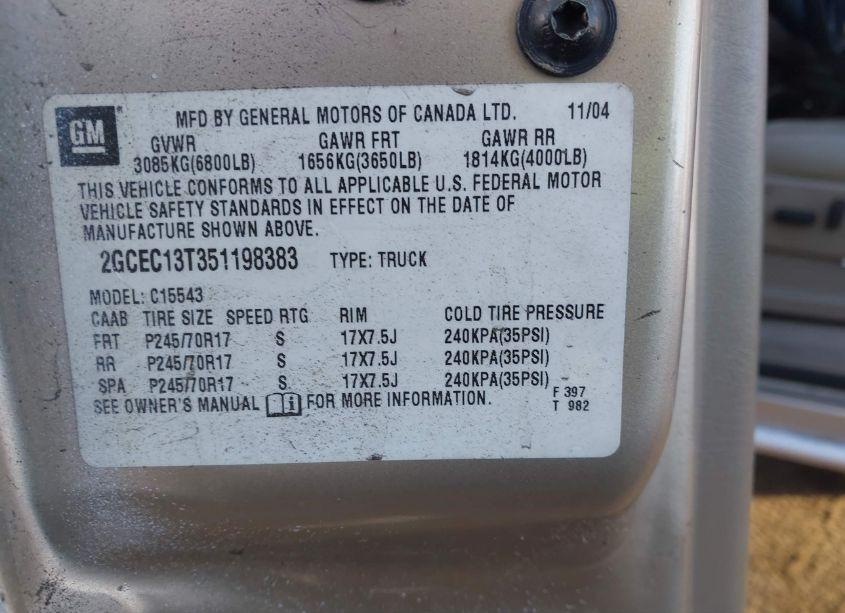 GM
MFD BY GENERAL MOTORS OF CANADA LTD. 11/04
GVWR GAWR FRT GAWR RR
3085KG(6800LB) 1656KG(3650LB) 1814KG(4000LB)
THIS VEHICLE CONFORMS TO ALL APPLICABLE U.S. FEDERAL MOTOR
VEHICLE SAFETY STANDARDS IN EFFECT ON THE DATE OF
MANUFACTURE SHOWN ABOVE.
2GCEC13T351198383 TYPE: TRUCK
MODEL: C15543
CAAB TIRE SIZE SPEED RTG RIM COLD TIRE PRESSURE
FRT P245/70R17 S 17X7.5J 240KPA(35PSI)
RR P245/70R17 S 17X7.5J 240KPA(35PSI)
SPA P245/70R17 S 17X7.5J 240KPA(35PSI)
SEE OWNER'S MANUAL FOR MORE INFORMATION.
F 397
T 982